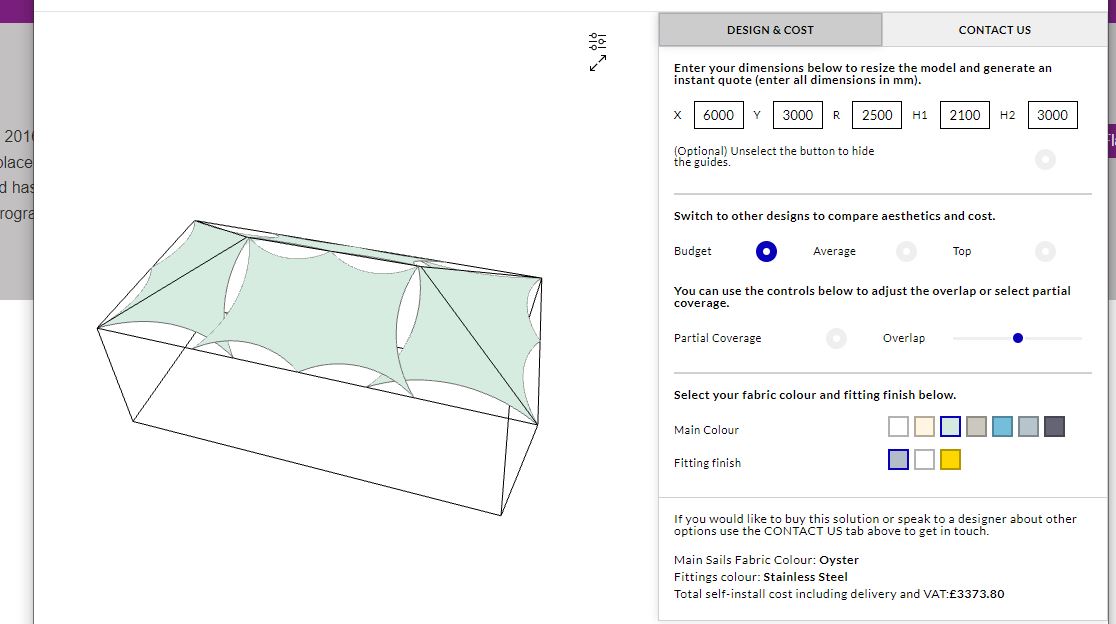 DESIGN & COST
CONTACT US
Enter your dimensions below to resize the model and generate an
instant quote (enter all dimensions in mm).
X 6000 Y 3000 R 2500 H1 2100 H2 3000
(Optional) Unselect the button to hide
the guides.
Switch to other designs to compare aesthetics and cost.
Budget Average Top
You can use the controls below to adjust the overlap or select partial
coverage.
Partial Coverage Overlap
Select your fabric colour and fitting finish below.
Main Colour
Fitting finish
If you would like to buy this solution or speak to a designer about other
options use the CONTACT US tab above to get in touch.
Main Sails Fabric Colour: Oyster
Fittings colour: Stainless Steel
Total self-install cost including delivery and VAT:£3373.80